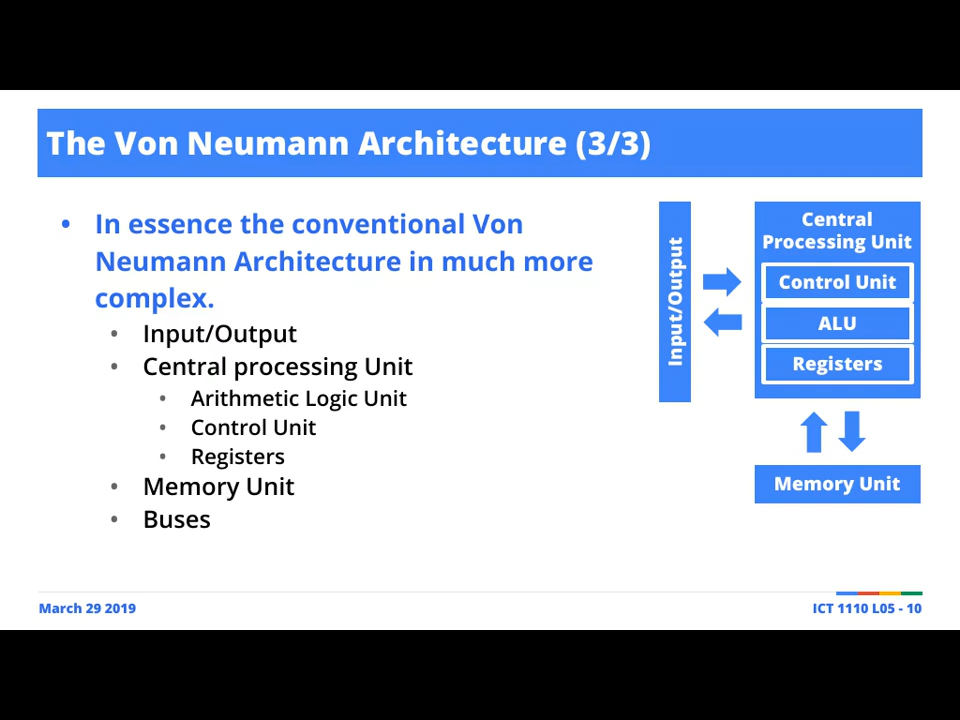 The Von Neumann Architecture (3/3)
• In essence the conventional Von
Neumann Architecture in much more
complex.
• Input/Output
• Central processing Unit
• Arithmetic Logic Unit
• Control Unit
• Registers
• Memory Unit
• Buses
Input/Output
Central
Processing Unit
Control Unit
ALU
Registers
Memory Unit
March 29 2019
ICT 1110 L05 - 10